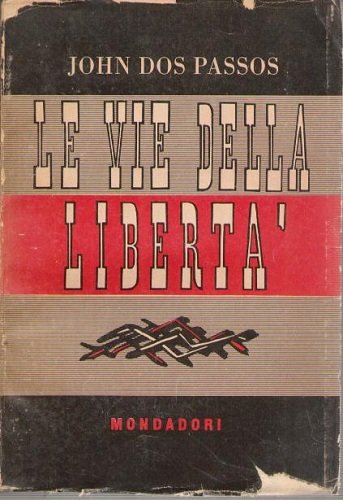 JOHN DOS PASSOS
LE VIE DELLA
LIBERTA'
MONDADORI